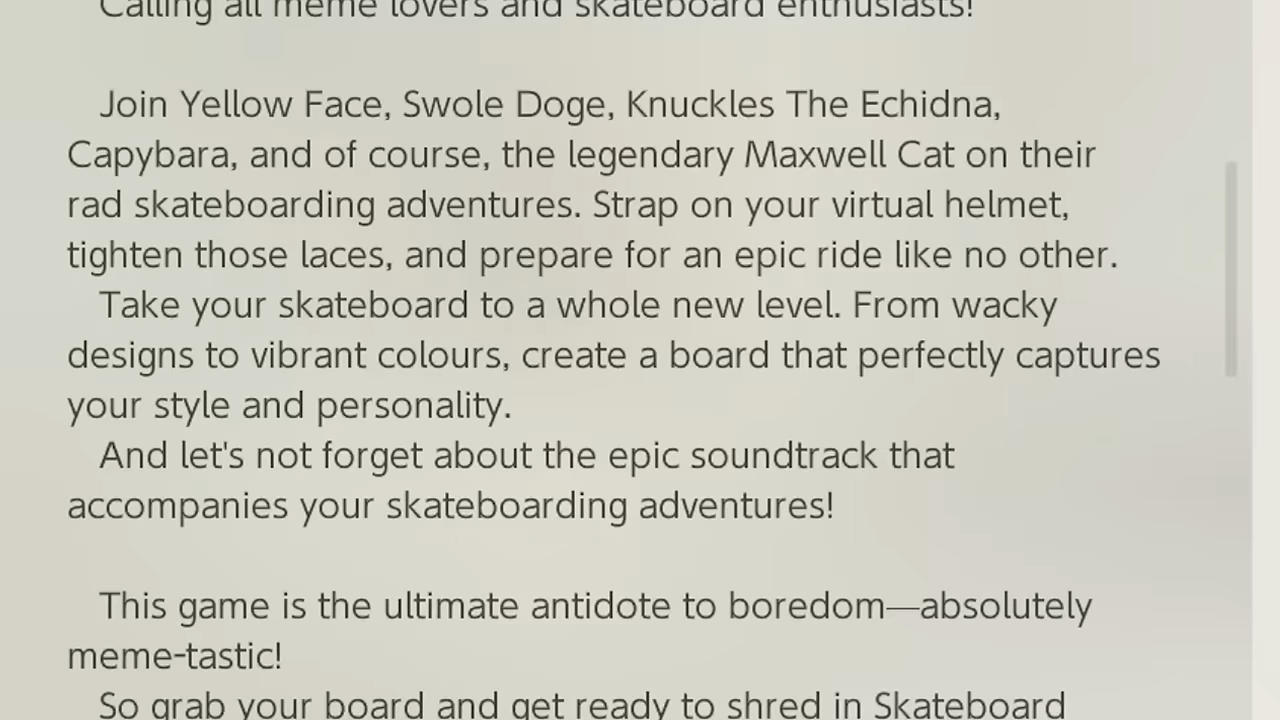 Calling all meme lovers and skateboard enthusiasts!
Join Yellow Face, Swole Doge, Knuckles The Echidna,
Capybara, and of course, the legendary Maxwell Cat on their
rad skateboarding adventures. Strap on your virtual helmet,
tighten those laces, and prepare for an epic ride like no other.
Take your skateboard to a whole new level. From wacky
designs to vibrant colours, create a board that perfectly captures
your style and personality.
And let's not forget about the epic soundtrack that
accompanies your skateboarding adventures!
This game is the ultimate antidote to boredom—absolutely
meme-tastic!
So grab your board and get ready to shred in Skateboard